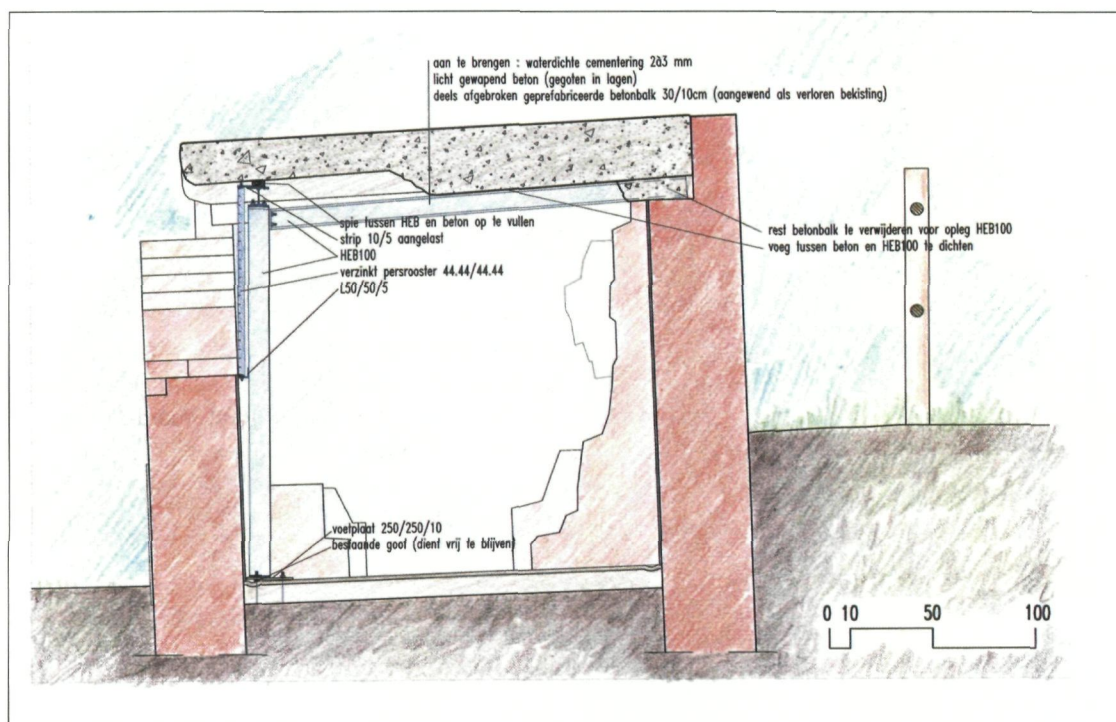 aan te brengen : waterdichte cementering 2à3 mm
licht gewapend beton (gegoten in lagen)
deels afgebroken geprefabriceerde betonbalk 30/10cm (aangewend als verloren bekisting)
spie tussen HEB en beton op te vullen
strip 10/5 aangelast
HEB100
verzinkt persrooster 44.44/44.44
L50/50/5
rest betonbalk te verwijderen voor opleg HEB100
voeg tussen beton en HEB100 te dichten
voetplaat 250/250/10
bestaande goot (dient vrij te blijven)
0 10 50 100